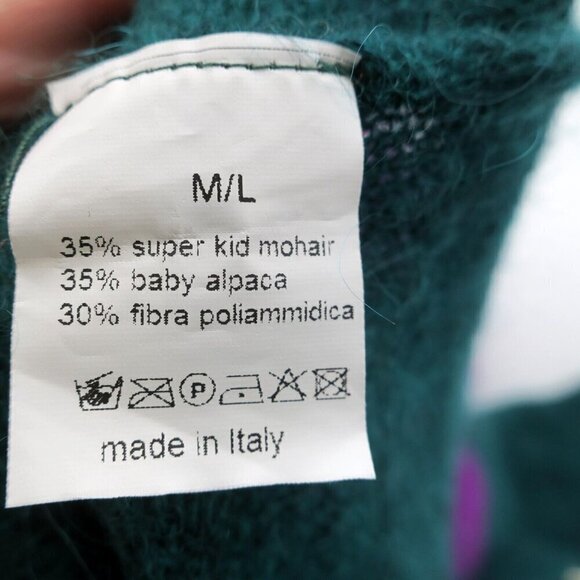 M/L
35% super kid mohair
35% baby alpaca
30% fibra poliammidica
P
made in Italy